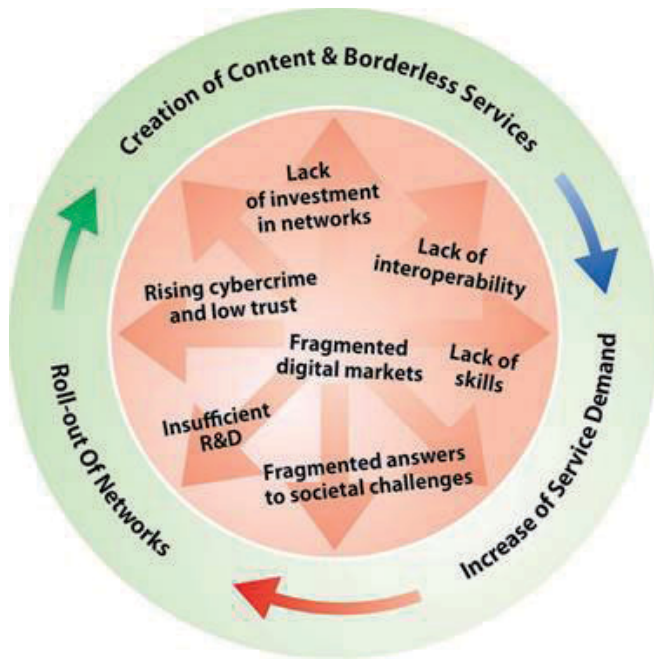 Creation of Content & Borderless Services
Lack
of investment
in networks
Lack of
interoperability
Rising cybercrime
and low trust
Fragmented
digital markets
Lack of
skills
Insufficient
R&D
Fragmented answers
to societal challenges
Increase of Service Demand
Roll-out Of Networks